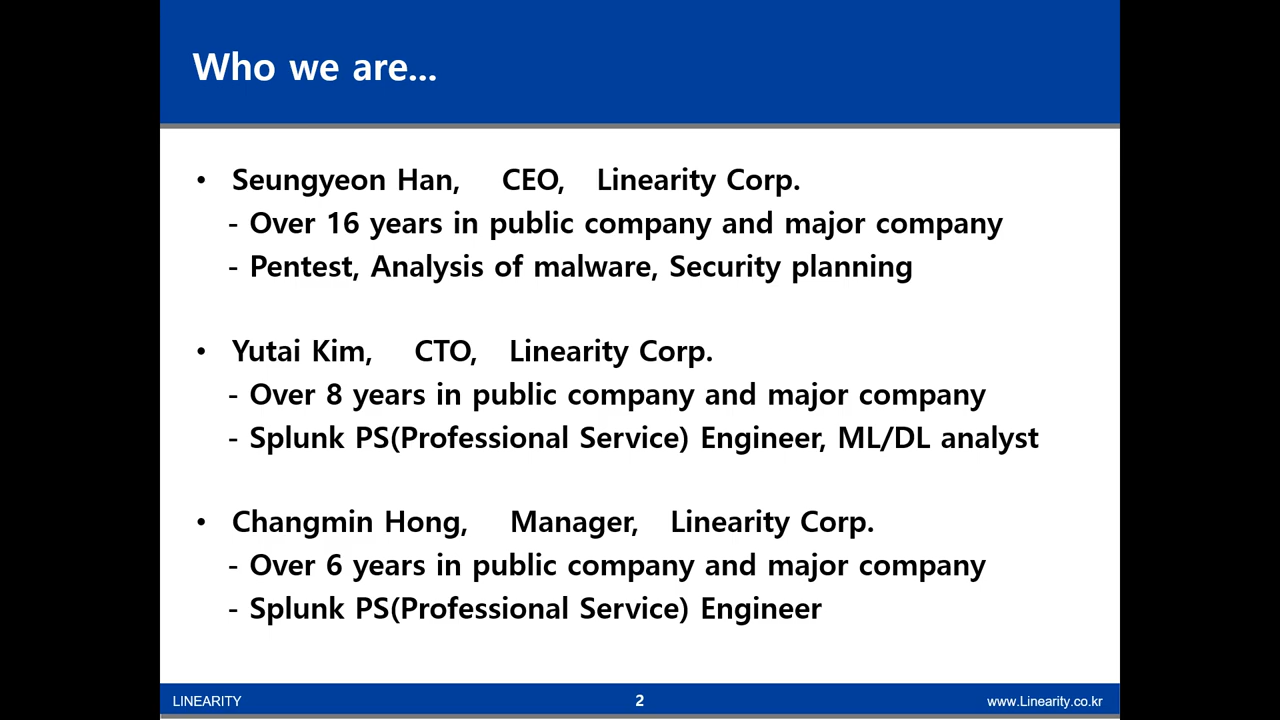 Who we are...
• Seungyeon Han, CEO, Linearity Corp.
- Over 16 years in public company and major company
- Pentest, Analysis of malware, Security planning
• Yutai Kim, CTO, Linearity Corp.
- Over 8 years in public company and major company
- Splunk PS(Professional Service) Engineer, ML/DL analyst
• Changmin Hong, Manager, Linearity Corp.
- Over 6 years in public company and major company
- Splunk PS(Professional Service) Engineer
LINEARITY 2 www.Linearity.co.kr